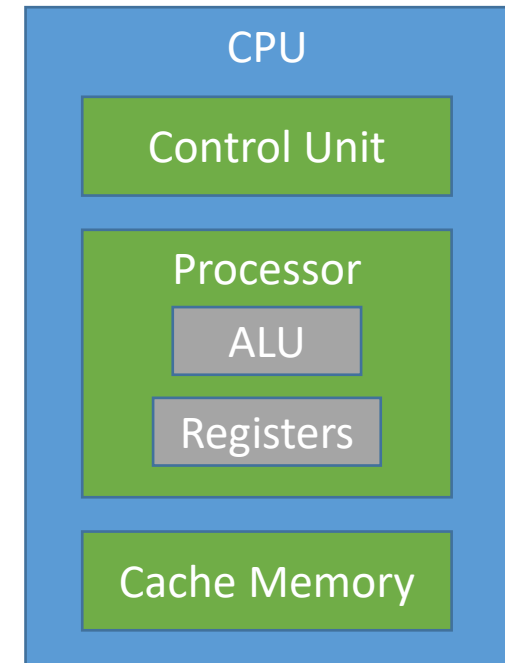 CPU
Control Unit
Processor
ALU
Registers
Cache Memory